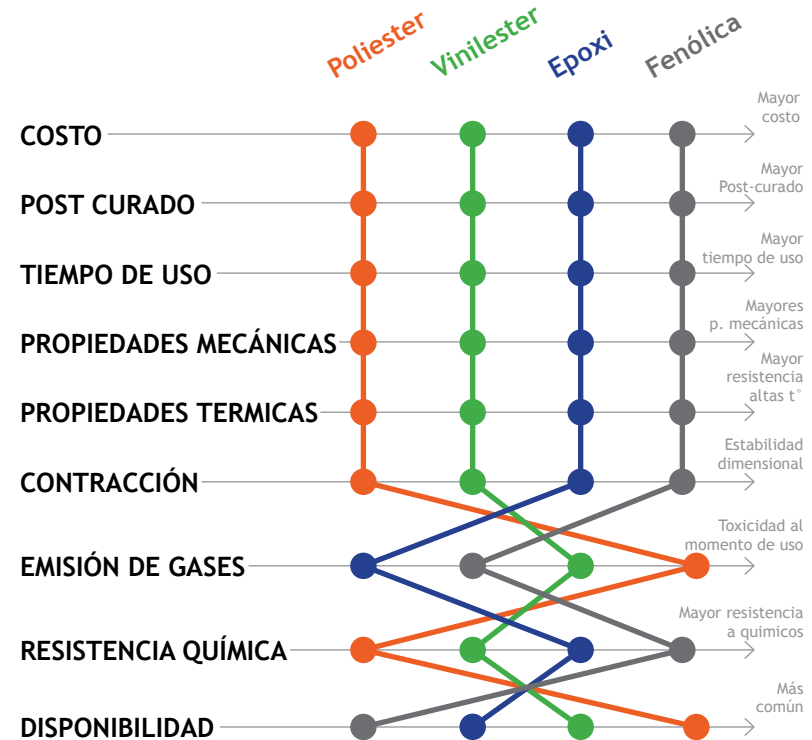 Poliester
Vinilester
Epoxi
Fenólica
COSTO
Mayor
costo
POST CURADO
Mayor
Post-curado
TIEMPO DE USO
Mayor
tiempo de uso
PROPIEDADES MECÁNICAS
Mayores
p. mecánicas
PROPIEDADES TERMICAS
Mayor
resistencia
altas t°
CONTRACCIÓN
Estabilidad
dimensional
EMISIÓN DE GASES
Toxicidad al
momento de uso
RESISTENCIA QUÍMICA
Mayor resistencia
a quimicos
DISPONIBILIDAD
Más
común